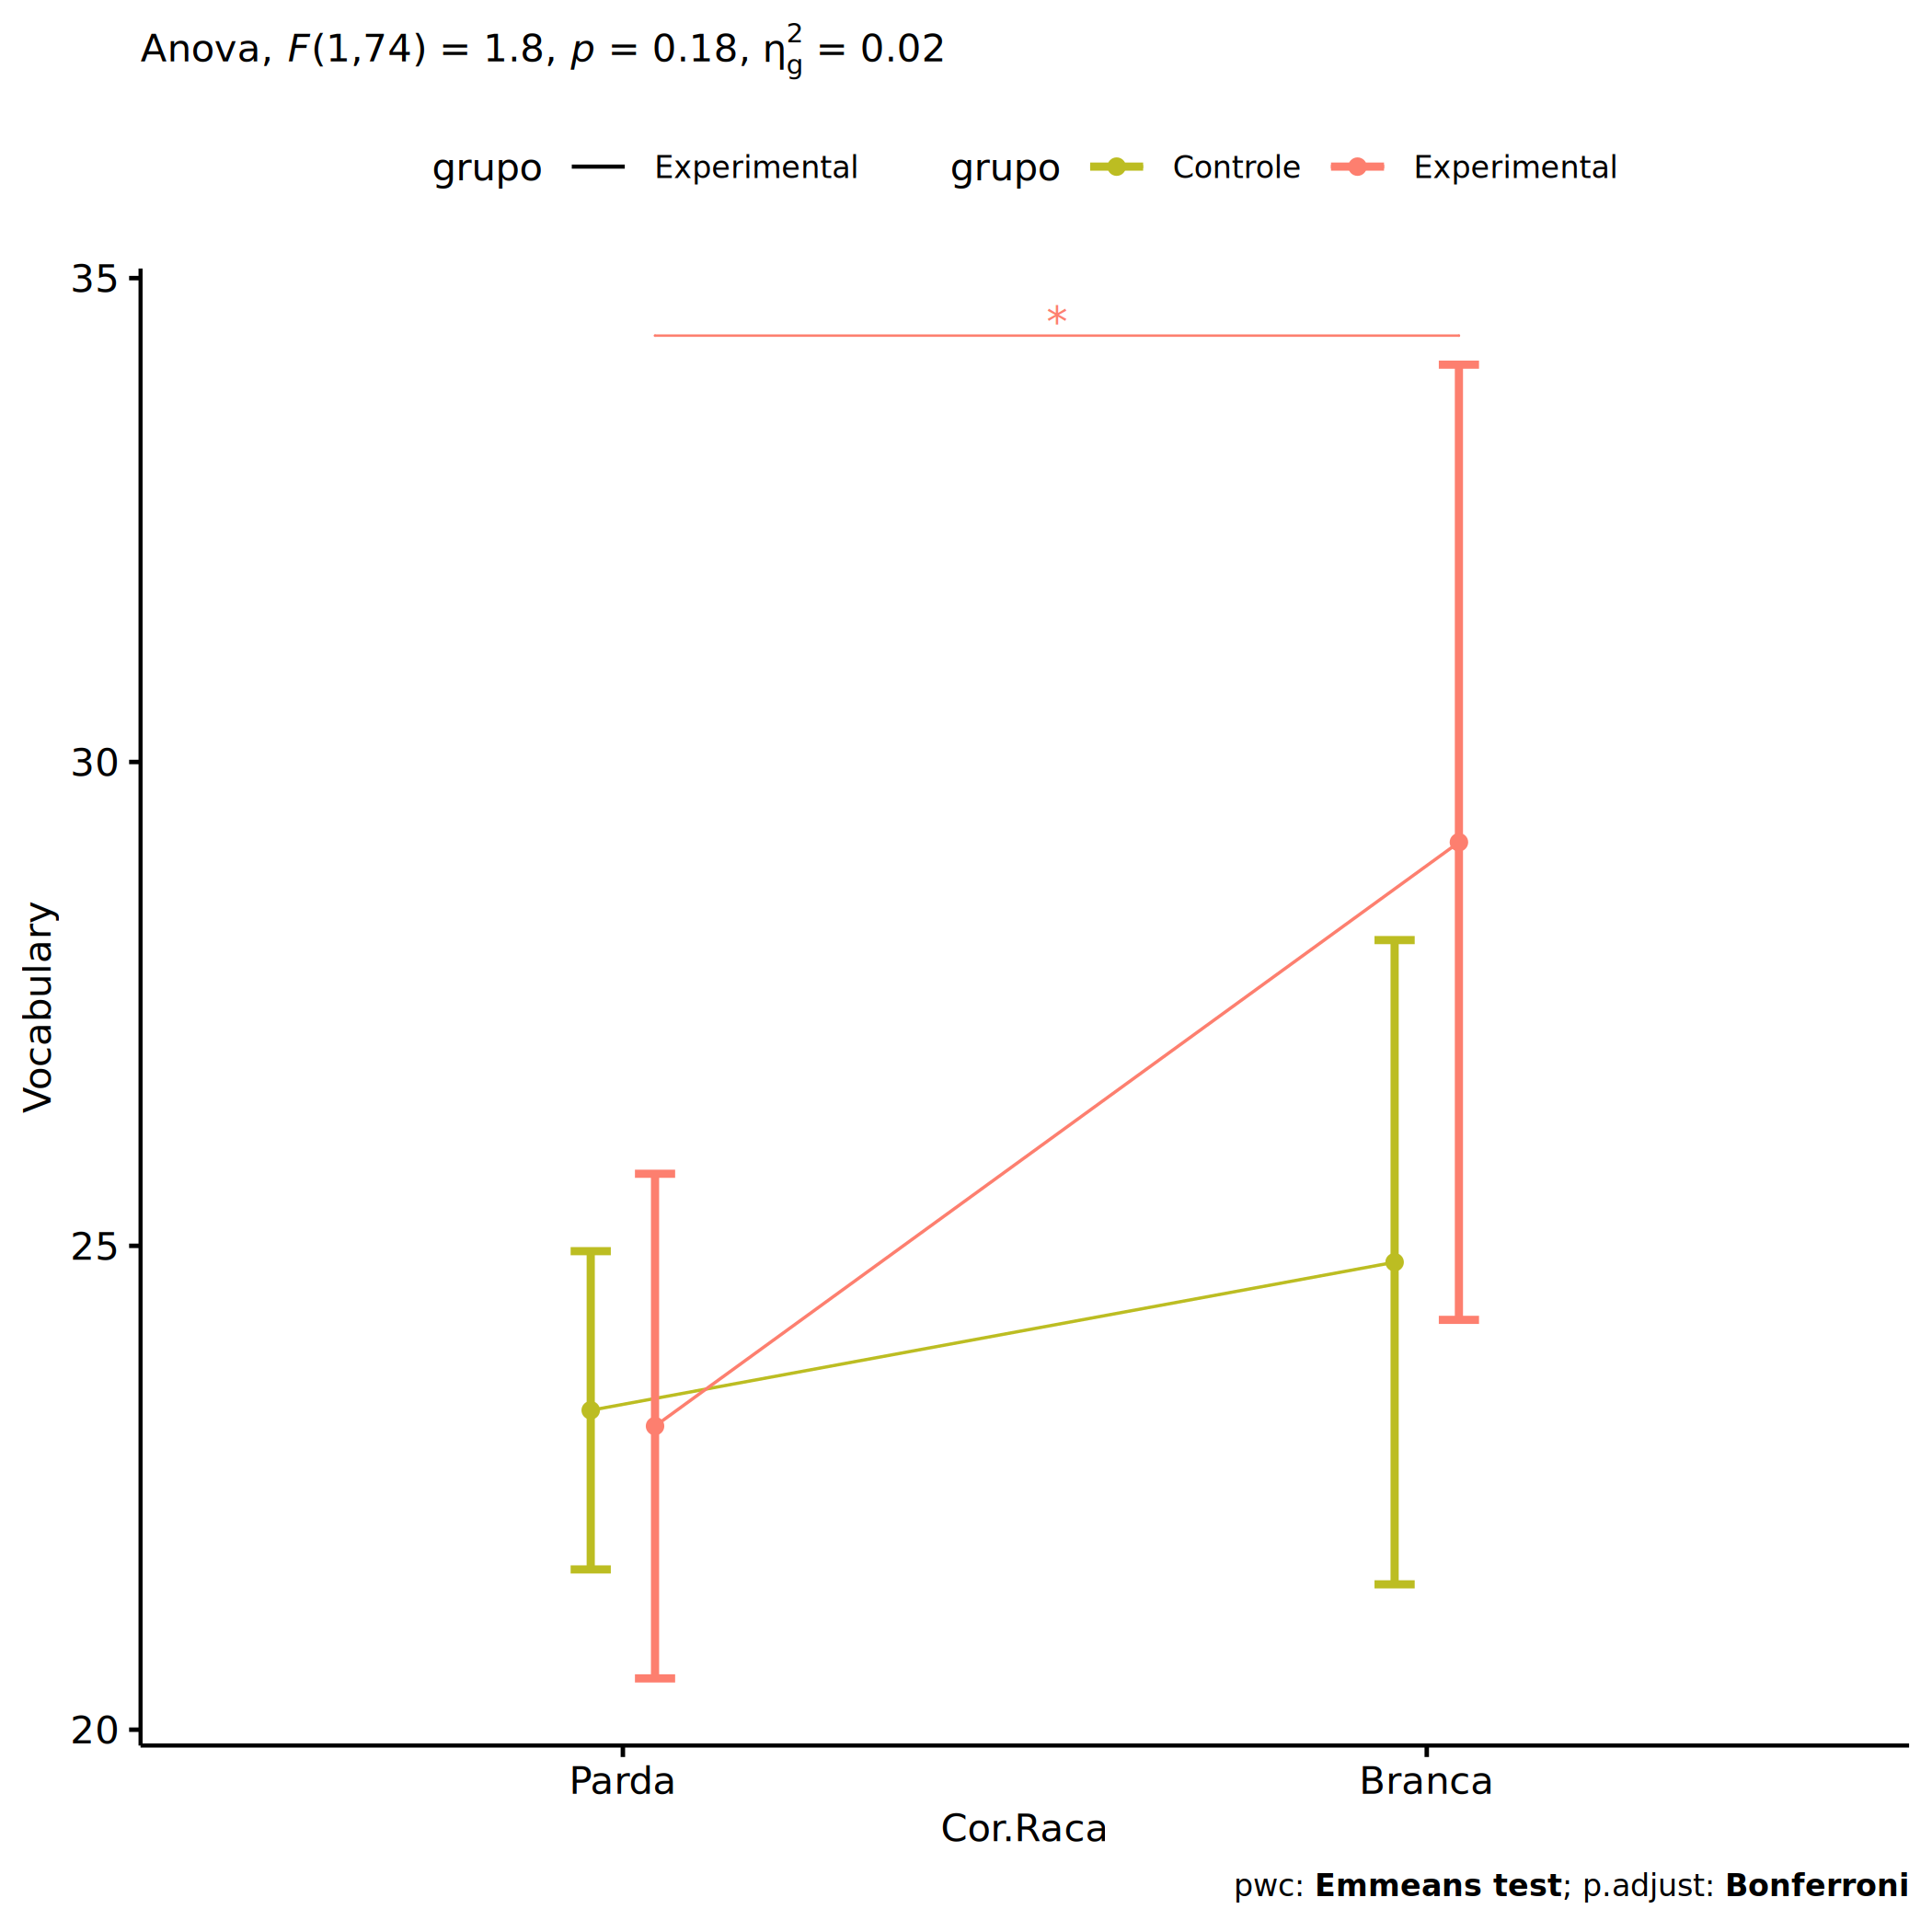 Anova, F(1,74) = 1.8, p = 0.18, η²g = 0.02
grupo Experimental grupo Controle Experimental
35
*
30
25
20
Vocabulary
Parda Branca
Cor.Raca
pwc: Emmeans test; p.adjust: Bonferroni